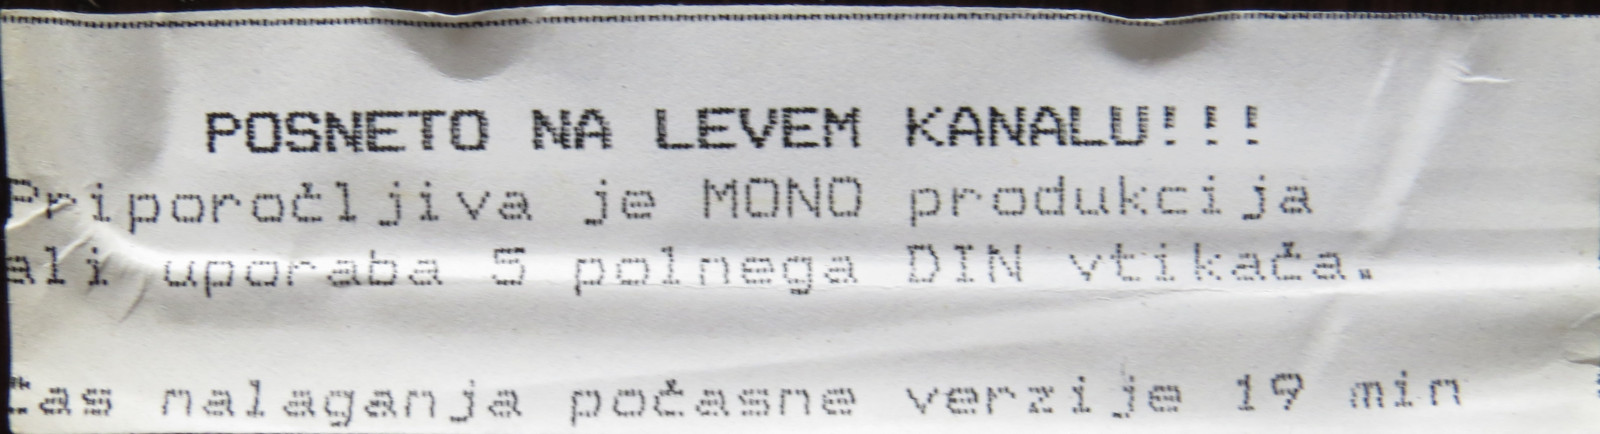 POSNETO NA LEVEM KANALU!!!
Priporočljiva je MONO produkcija
ali uporaba 5 polnega DIN vtikača.
Čas nalaganja počasne verzije 19 min